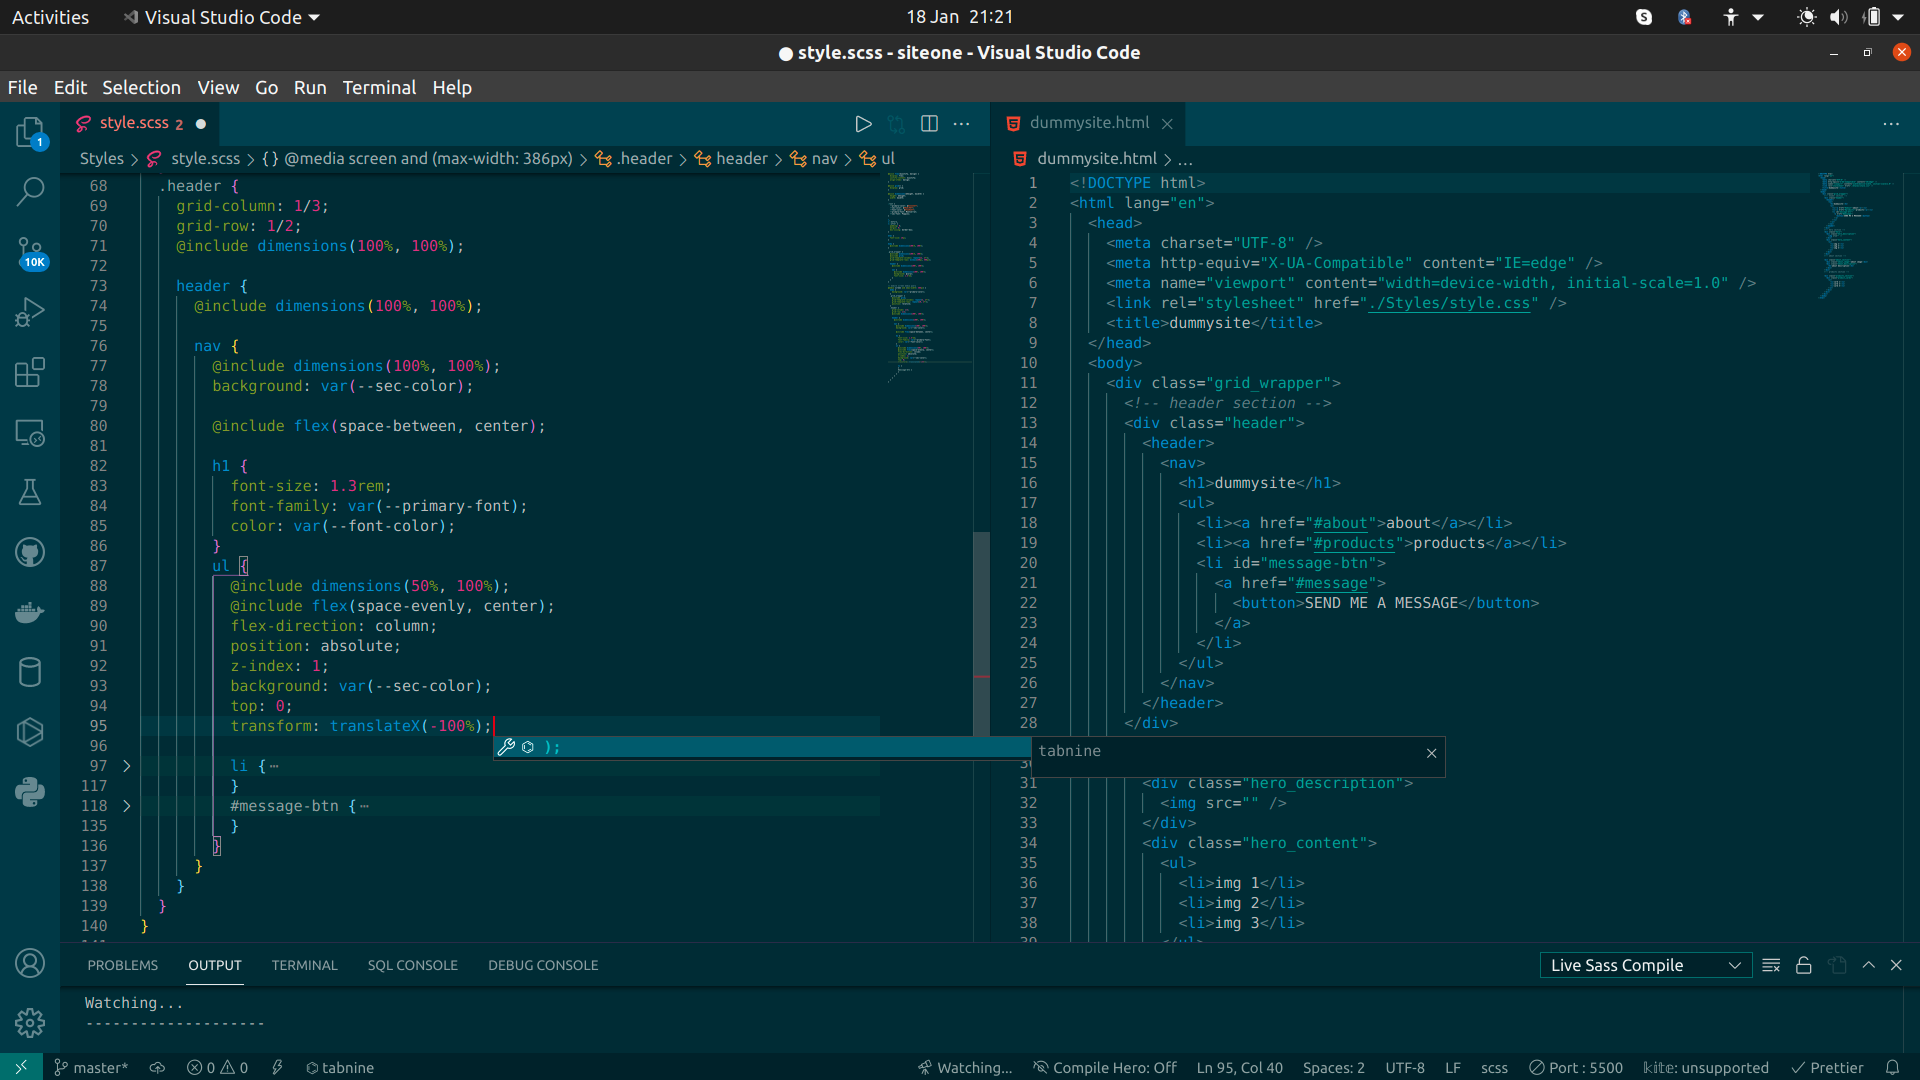 Activities
Visual Studio Code
18 Jan 21:21
style.scss - siteone - Visual Studio Code
File Edit Selection View Go Run Terminal Help
style.scss 2
Styles > style.scss > {} @media screen and (max-width: 386px) > .header > header > nav > ul
68 .header {
69 grid-column: 1/3;
70 grid-row: 1/2;
71 @include dimensions(100%, 100%);
72
73 header {
74 @include dimensions(100%, 100%);
75
76 nav {
77 @include dimensions(100%, 100%);
78 background: var(--sec-color);
79
80 @include flex(space-between, center);
81
82 h1 {
83 font-size: 1.3rem;
84 font-family: var(--primary-font);
85 color: var(--font-color);
86 }
87 ul {
88 @include dimensions(50%, 100%);
89 @include flex(space-evenly, center);
90 flex-direction: column;
91 position: absolute;
92 z-index: 1;
93 background: var(--sec-color);
94 top: 0;
95 transform: translateX(-100%);
);
tabnine
96
97 li {⋯
117 }
118 #message-btn {⋯
135 }
136 }
137 }
138 }
139 }
140 }
dummysite.html
dummysite.html > ...
1 <!DOCTYPE html>
2 <html lang="en">
3 <head>
4 <meta charset="UTF-8" />
5 <meta http-equiv="X-UA-Compatible" content="IE=edge" />
6 <meta name="viewport" content="width=device-width, initial-scale=1.0" />
7 <link rel="stylesheet" href="./Styles/style.css" />
8 <title>dummysite</title>
9 </head>
10 <body>
11 <div class="grid_wrapper">
12 <!-- header section -->
13 <div class="header">
14 <header>
15 <nav>
16 <h1>dummysite</h1>
17 <ul>
18 <li><a href="#about">about</a></li>
19 <li><a href="#products">products</a></li>
20 <li id="message-btn">
21 <a href="#message">
22 <button>SEND ME A MESSAGE</button>
23 </a>
24 </li>
25 </ul>
26 </nav>
27 </header>
28 </div>
31 <div class="hero_description">
32 <img src="" />
33 </div>
34 <div class="hero_content">
35 <ul>
36 <li>img 1</li>
37 <li>img 2</li>
38 <li>img 3</li>
1
10K
PROBLEMS OUTPUT TERMINAL SQL CONSOLE DEBUG CONSOLE
Live Sass Compile
Watching...
--------------------
master* 0 0 tabnine
Watching... Compile Hero: Off Ln 95, Col 40 Spaces: 2 UTF-8 LF scss Port : 5500 kite: unsupported Prettier